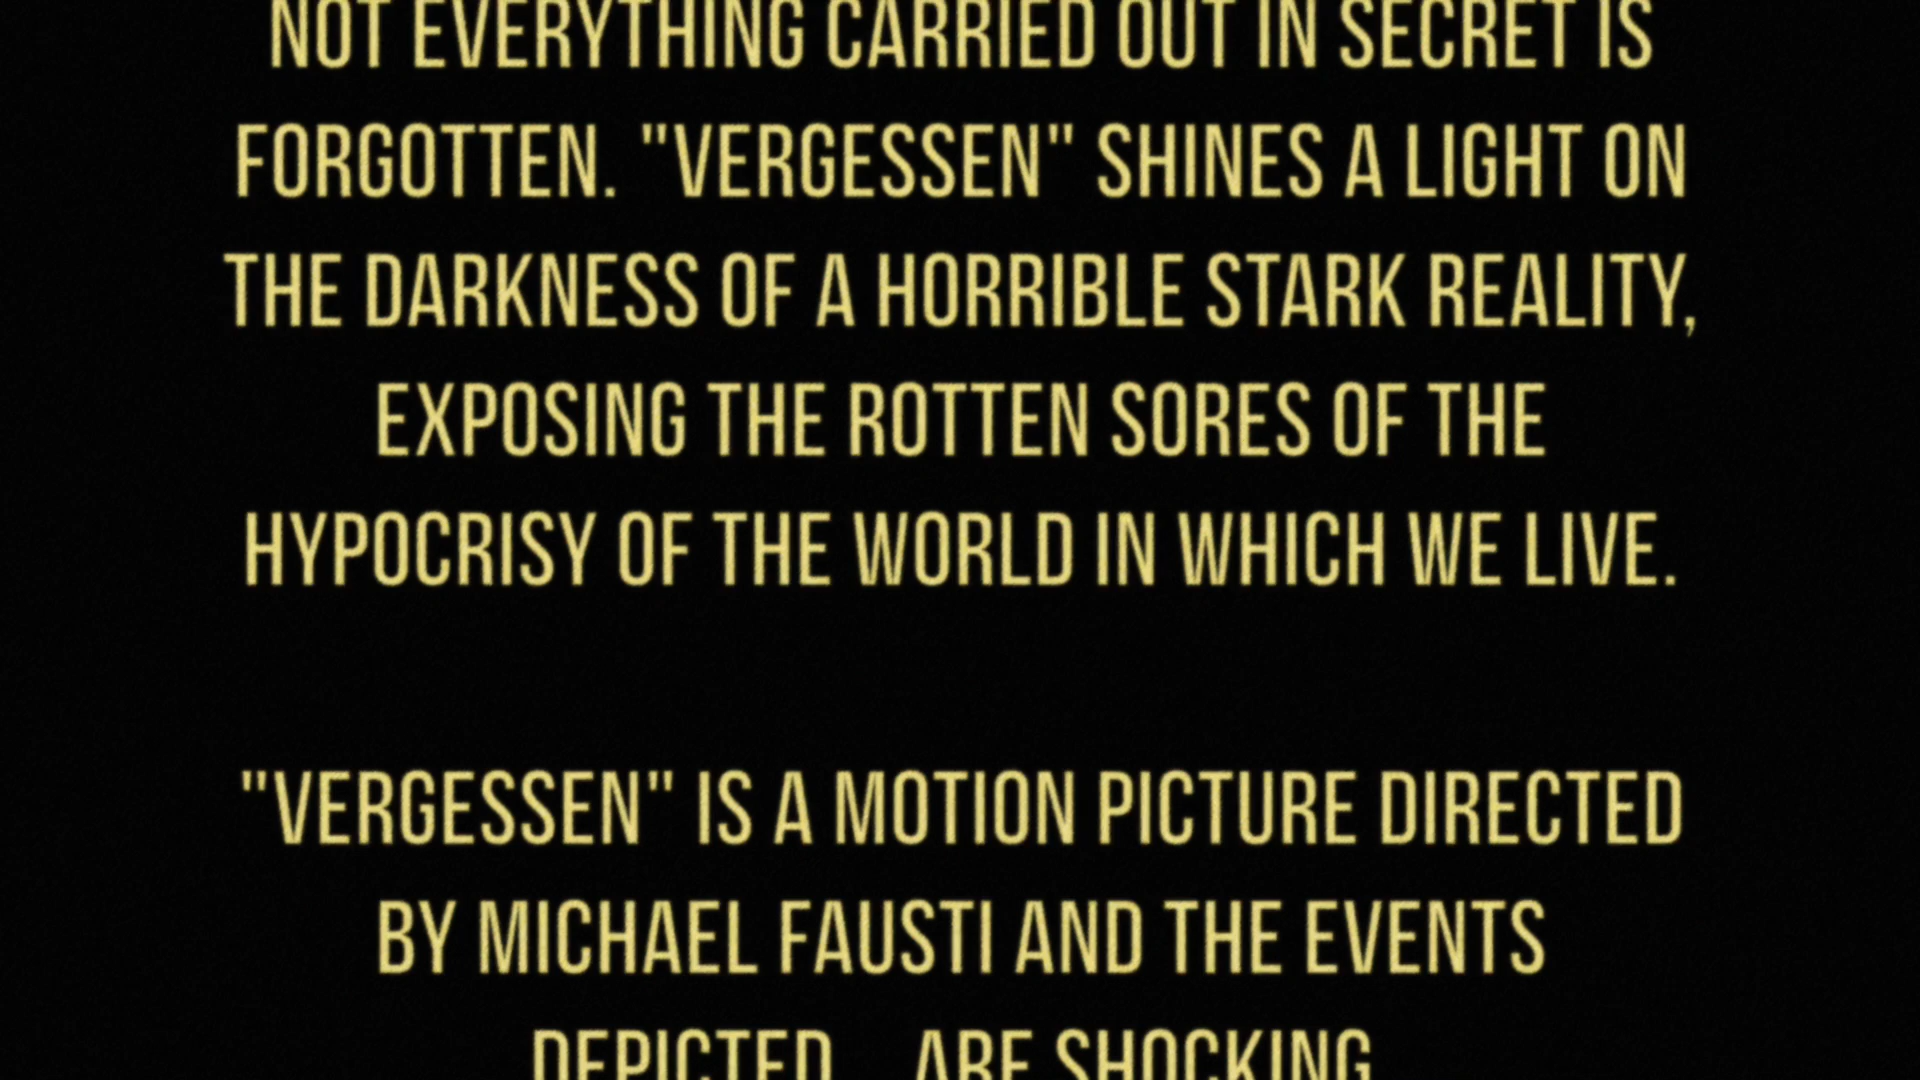 NOT EVERYTHING CARRIED OUT IN SECRET IS
FORGOTTEN. "VERGESSEN" SHINES A LIGHT ON
THE DARKNESS OF A HORRIBLE STARK REALITY,
EXPOSING THE ROTTEN SORES OF THE
HYPOCRISY OF THE WORLD IN WHICH WE LIVE.
"VERGESSEN" IS A MOTION PICTURE DIRECTED
BY MICHAEL FAUSTI AND THE EVENTS
DEPICTED ARE SHOCKING